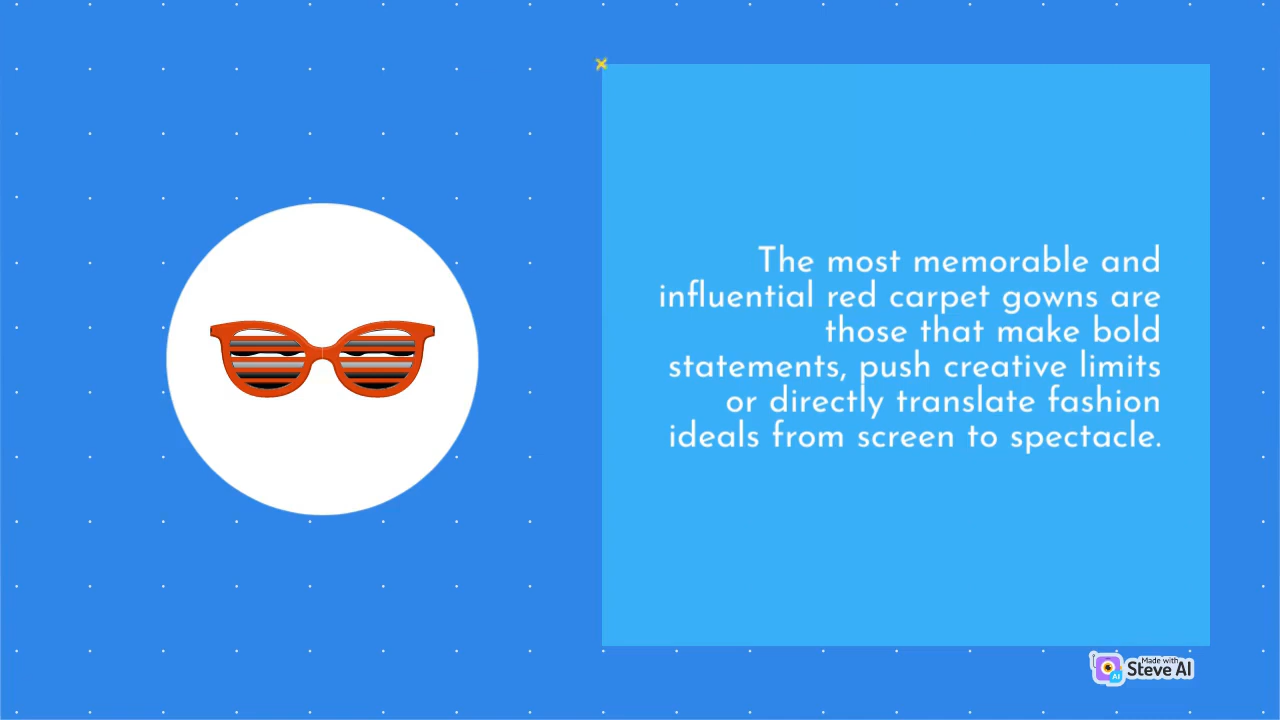 The most memorable and
influential red carpet gowns are
those that make bold
statements, push creative limits
or directly translate fashion
ideals from screen to spectacle.
Made with
Steve AI
AI